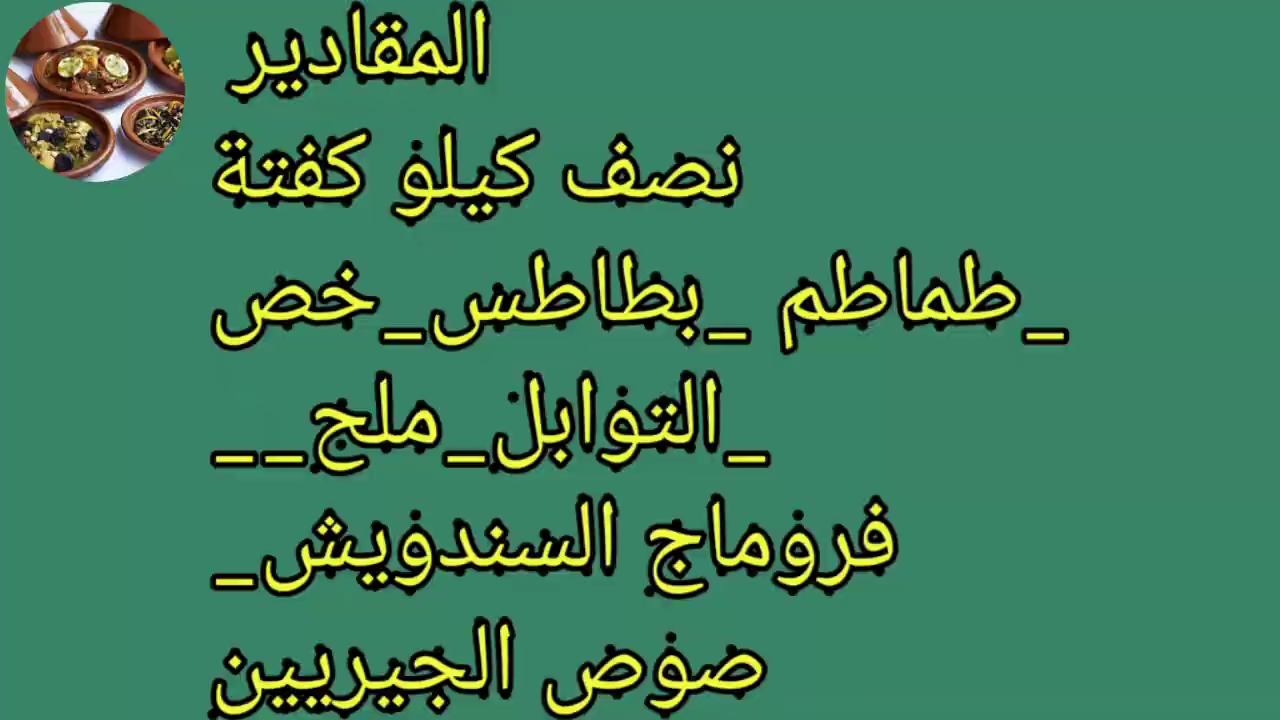 المقادير
نصف كيلو كفتة
_طماطم _بطاطس_خص
_التوابل_ملح__
فروماج السندويش_
صوص الجيريين